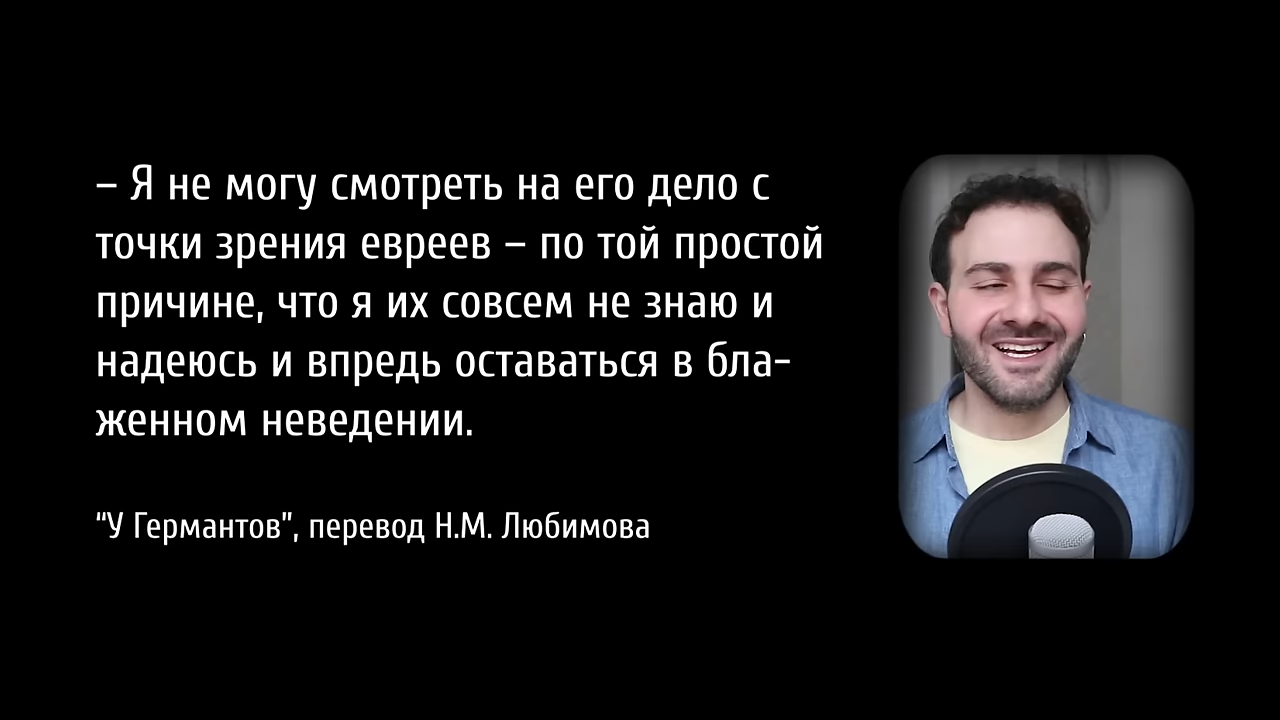 – Я не могу смотреть на его дело с
точки зрения евреев – по той простой
причине, что я их совсем не знаю и
надеюсь и впредь оставаться в бла-
женном неведении.
“У Германтов”, перевод Н.М. Любимова